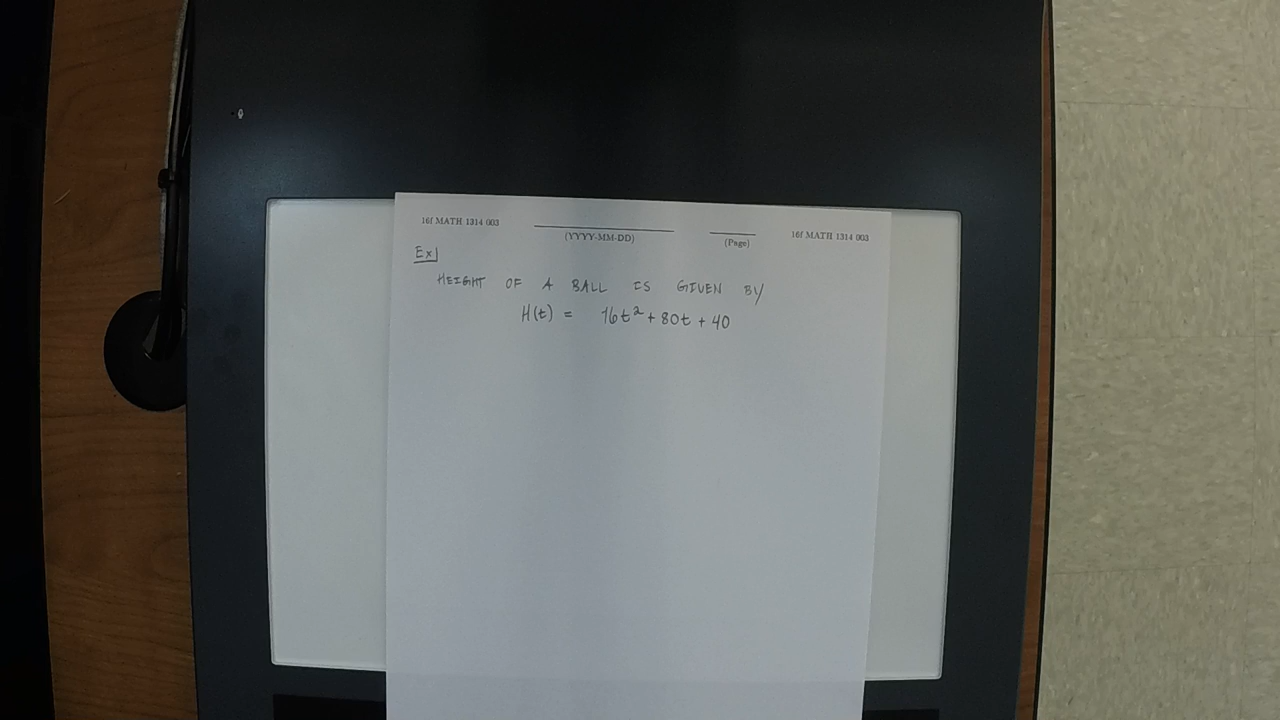 16f MATH 1314 003 (YYYY-MM-DD) (Page) 16f MATH 1314 003
Ex|
HEIGHT OF A BALL IS GIVEN BY
H(t) = 16t² + 80t + 40